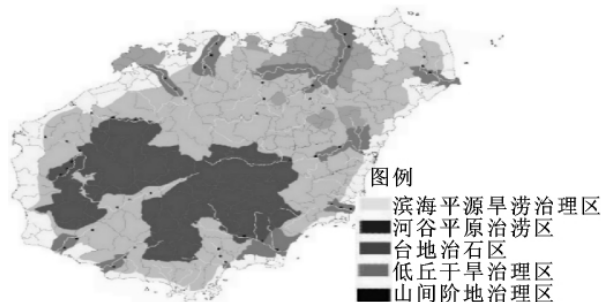 图例
滨海平源旱涝治理区
河谷平原治涝区
台地治石区
低丘干旱治理区
山间阶地治理区